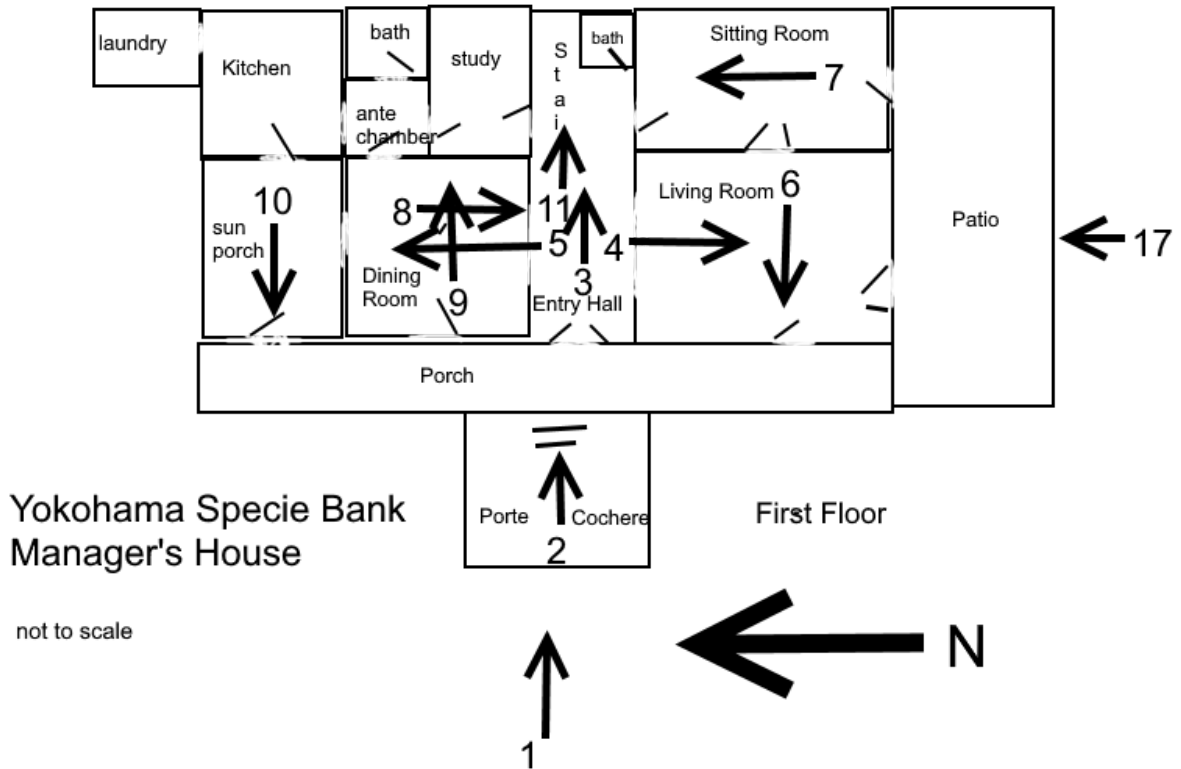 laundry
Kitchen
bath
study
S
t
a
i
bath
Sitting Room
7
ante
chamber
10
sun
porch
8
11
5
4
3
Dining
Room
9
Entry Hall
Living Room
6
Patio
17
Porch
Porte
Cochere
2
Yokohama Specie Bank
Manager's House
First Floor
not to scale
N
1